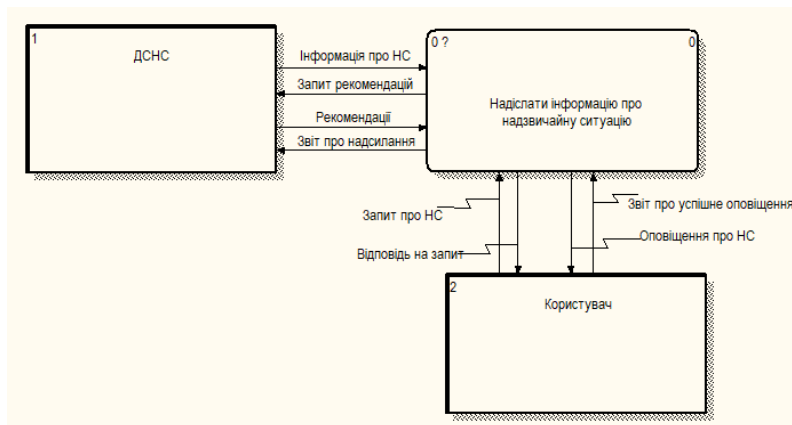 1
ДСНС
Інформація про НС
Запит рекомендацій
Рекомендації
Звіт про надсилання
0 ?
0
Надіслати інформацію про
надзвичайну ситуацію
Запит про НС
Звіт про успішне оповіщення
Відповідь на запит
Оповіщення про НС
2
Користувач